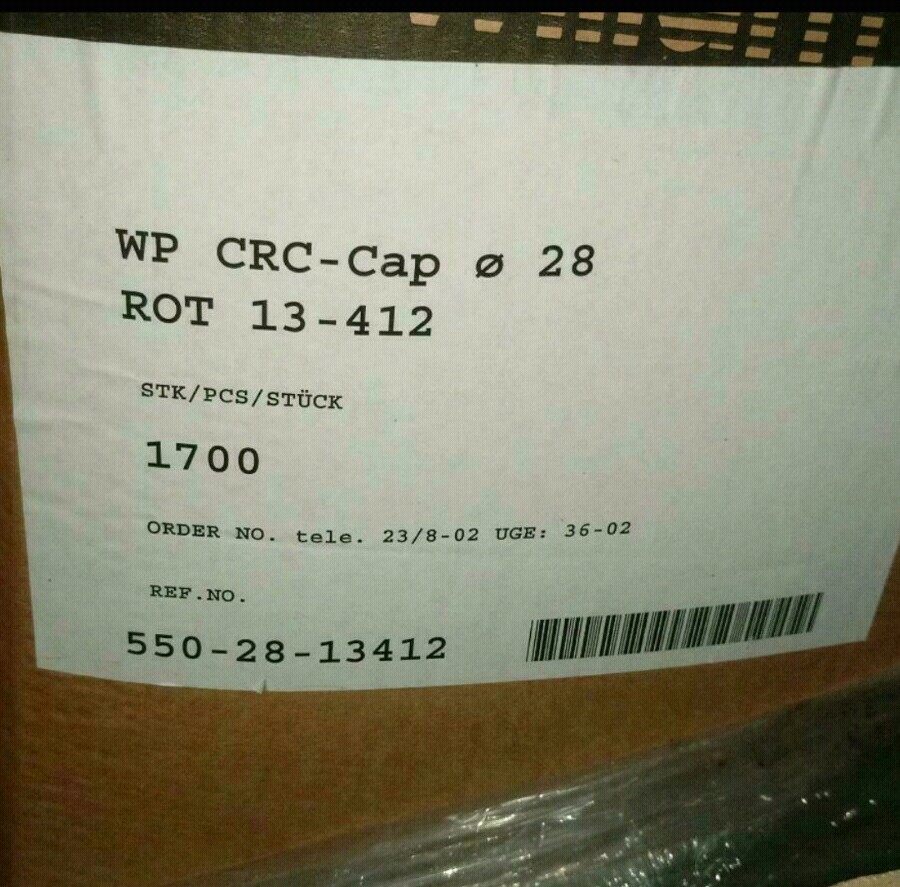 WP CRC-Cap ø 28
ROT 13-412
STK/PCS/STÜCK
1700
ORDER NO. tele. 23/8-02 UGE: 36-02
REF.NO.
550-28-13412